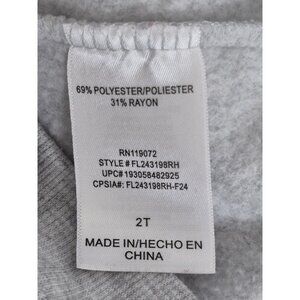 69% POLYESTER/POLIESTER
31% RAYON
RN119072
STYLE # FL243198RH
UPC# 193058482925
CPSIA#: FL243198RH-F24
2T
MADE IN/HECHO EN
CHINA